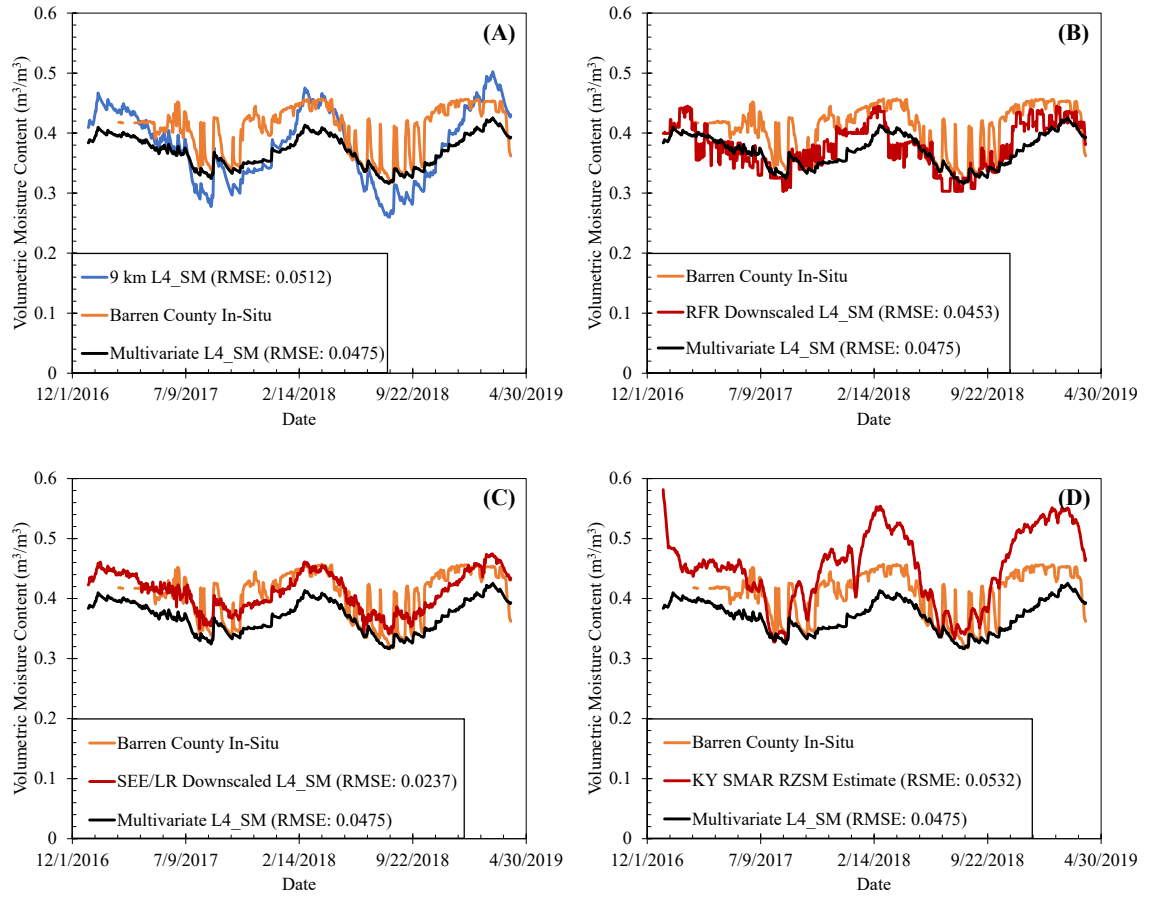 (A)
Volumetric Moisture Content (m³/m³)
0.6
0.5
0.4
0.3
0.2
0.1
0
9 km L4_SM (RMSE: 0.0512)
Barren County In-Situ
Multivariate L4_SM (RMSE: 0.0475)
12/1/2016 7/9/2017 2/14/2018 9/22/2018 4/30/2019
Date
(B)
Volumetric Moisture Content (m³/m³)
0.6
0.5
0.4
0.3
0.2
0.1
0
Barren County In-Situ
RFR Downscaled L4_SM (RMSE: 0.0453)
Multivariate L4_SM (RMSE: 0.0475)
12/1/2016 7/9/2017 2/14/2018 9/22/2018 4/30/2019
Date
(C)
Volumetric Moisture Content (m³/m³)
0.6
0.5
0.4
0.3
0.2
0.1
0
Barren County In-Situ
SEE/LR Downscaled L4_SM (RMSE: 0.0237)
Multivariate L4_SM (RMSE: 0.0475)
12/1/2016 7/9/2017 2/14/2018 9/22/2018 4/30/2019
Date
(D)
Volumetric Moisture Content (m³/m³)
0.6
0.5
0.4
0.3
0.2
0.1
0
Barren County In-Situ
KY SMAR RZSM Estimate (RSME: 0.0532)
Multivariate L4_SM (RMSE: 0.0475)
12/1/2016 7/9/2017 2/14/2018 9/22/2018 4/30/2019
Date